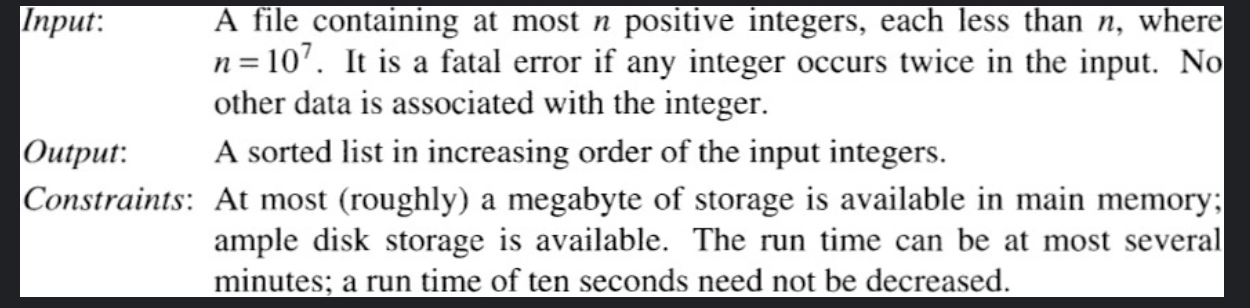 Input: A file containing at most n positive integers, each less than n, where
n = 10⁷. It is a fatal error if any integer occurs twice in the input. No
other data is associated with the integer.
Output: A sorted list in increasing order of the input integers.
Constraints: At most (roughly) a megabyte of storage is available in main memory;
ample disk storage is available. The run time can be at most several
minutes; a run time of ten seconds need not be decreased.